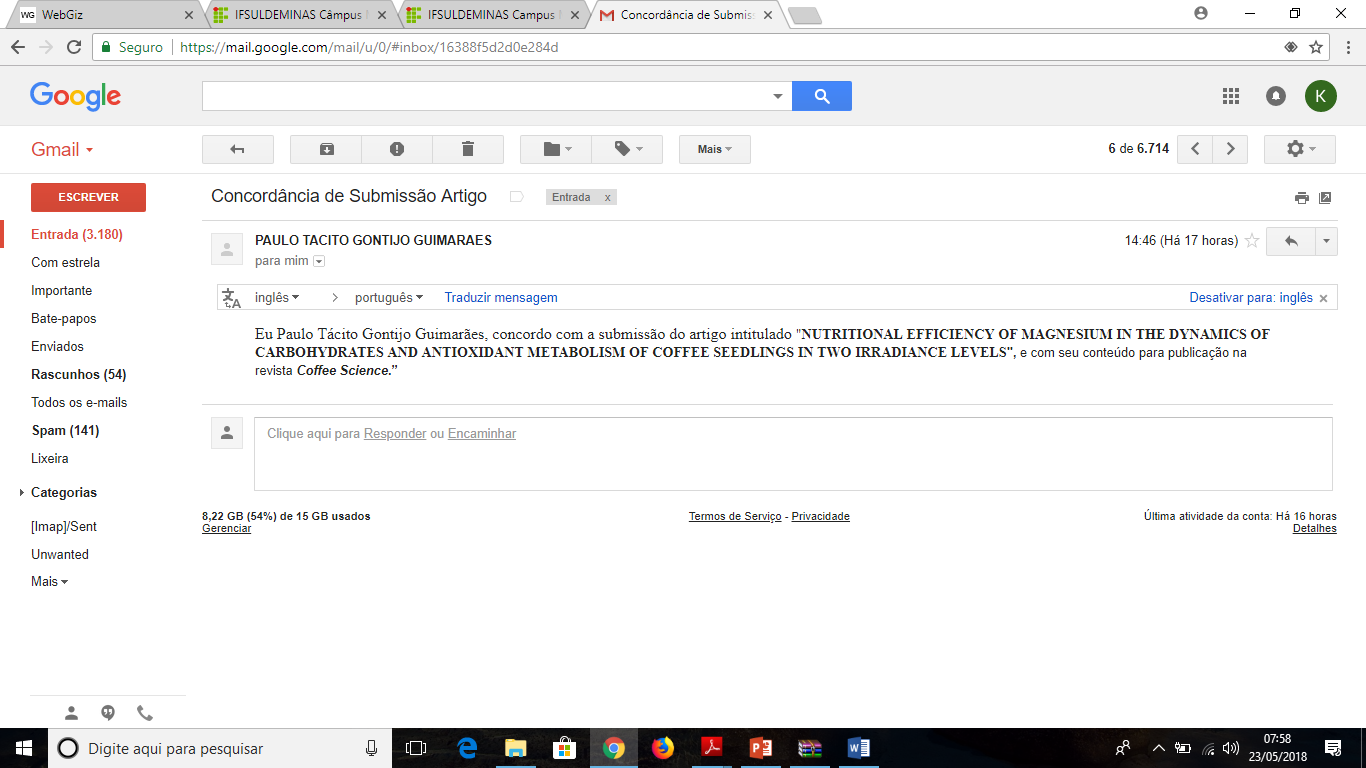 WG WebGiz
IFSULDEMINAS Câmpus
IFSULDEMINAS Campus
Concordância de Submiss
Seguro https://mail.google.com/mail/u/0/#inbox/16388f5d2d0e284d
Google
K
Gmail
Mais
6 de 6.714
ESCREVER
Concordância de Submissão Artigo
Entrada x
Entrada (3.180)
Com estrela
Importante
Bate-papos
Enviados
Rascunhos (54)
Todos os e-mails
Spam (141)
Lixeira
Categorias
[Imap]/Sent
Unwanted
Mais
PAULO TACITO GONTIJO GUIMARAES
14:46 (Há 17 horas)
para mim
inglês > português Traduzir mensagem
Desativar para: inglês x
Eu Paulo Tácito Gontijo Guimarães, concordo com a submissão do artigo intitulado "NUTRITIONAL EFFICIENCY OF MAGNESIUM IN THE DYNAMICS OF
CARBOHYDRATES AND ANTIOXIDANT METABOLISM OF COFFEE SEEDLINGS IN TWO IRRADIANCE LEVELS", e com seu conteúdo para publicação na
revista Coffee Science.”
Clique aqui para Responder ou Encaminhar
8,22 GB (54%) de 15 GB usados
Gerenciar
Termos de Serviço - Privacidade
Última atividade da conta: Há 16 horas
Detalhes
Digite aqui para pesquisar
07:58
23/05/2018